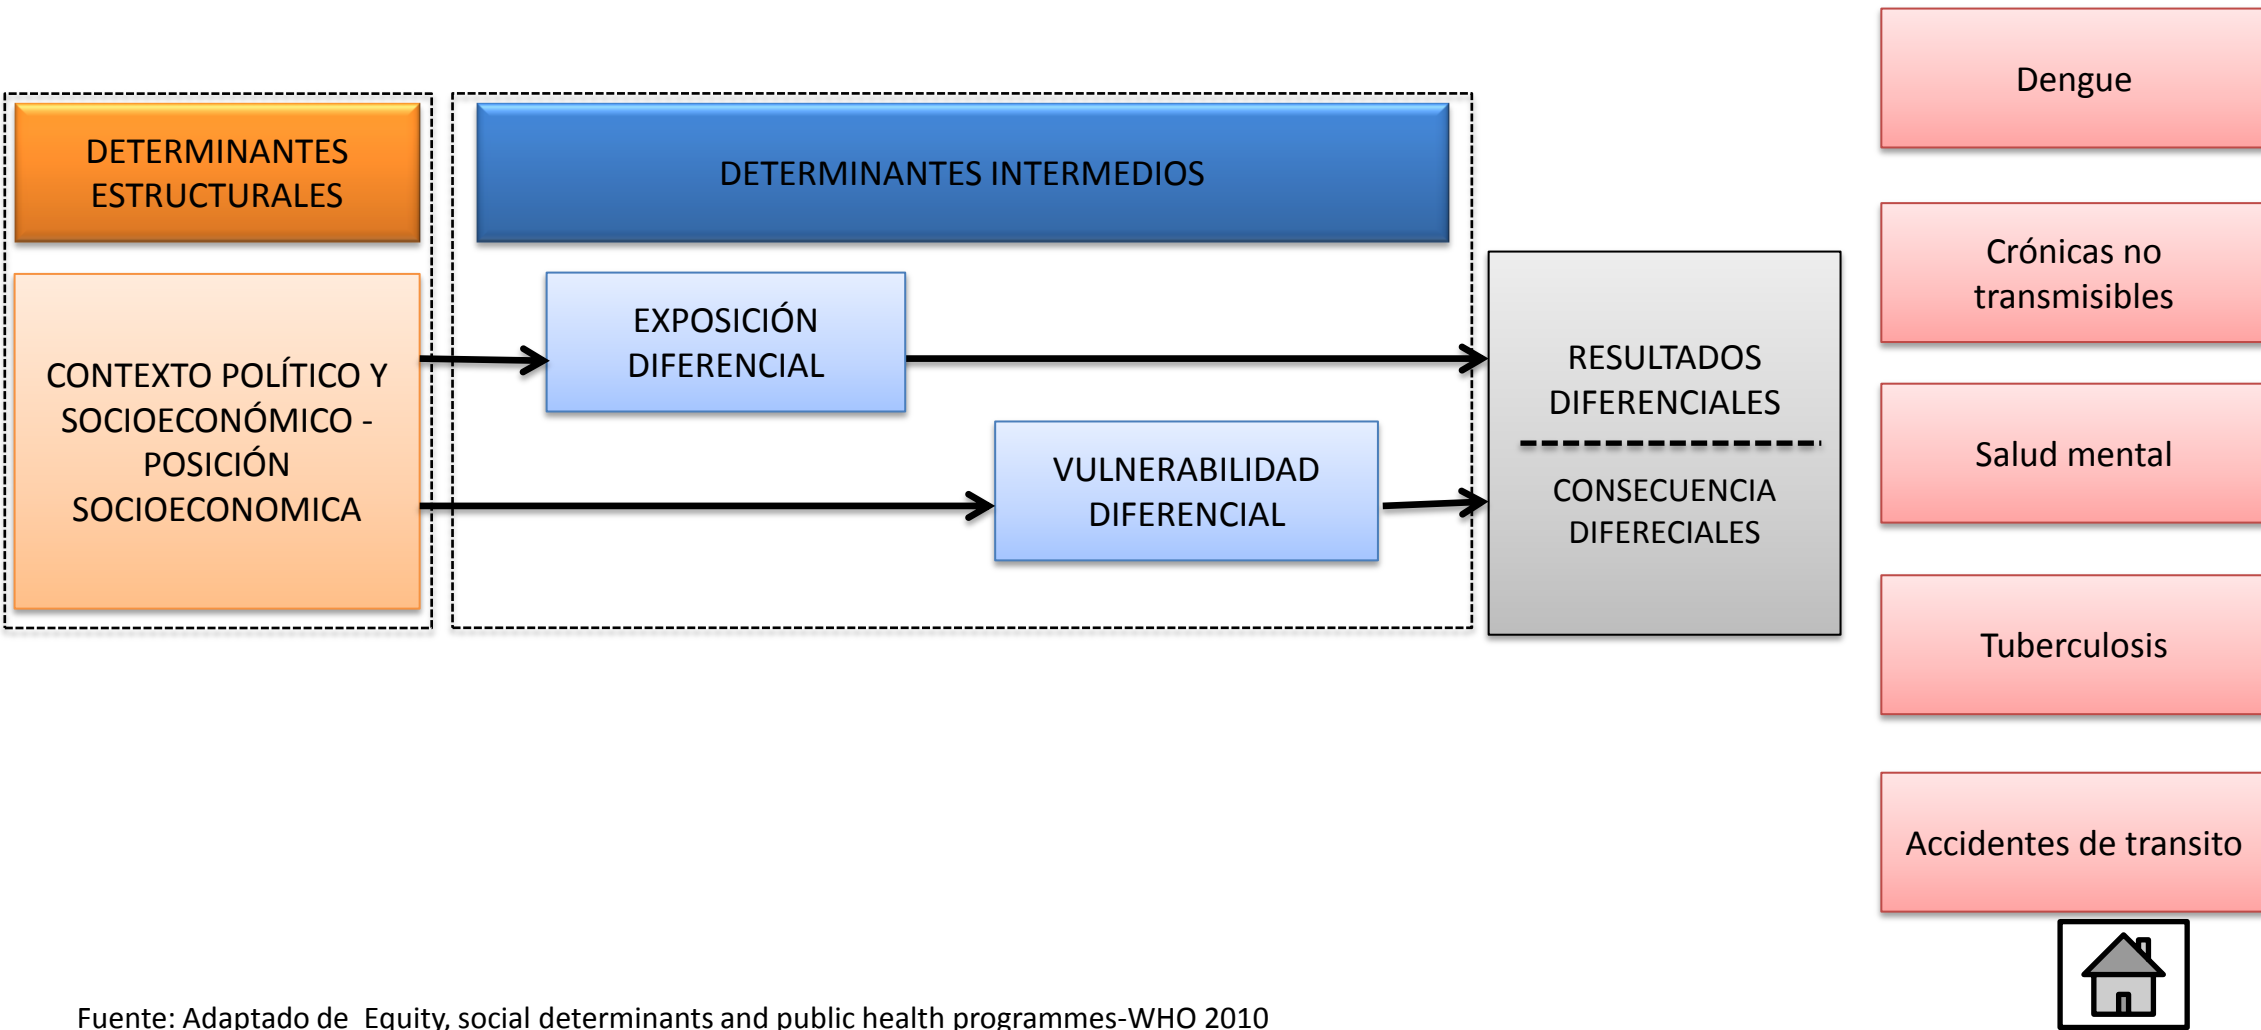 DETERMINANTES
ESTRUCTURALES
DETERMINANTES INTERMEDIOS
CONTEXTO POLÍTICO Y
SOCIOECONÓMICO -
POSICIÓN
SOCIOECONOMICA
EXPOSICIÓN
DIFERENCIAL
VULNERABILIDAD
DIFERENCIAL
RESULTADOS
DIFERENCIALES
CONSECUENCIA
DIFERECIALES
Dengue
Crónicas no
transmisibles
Salud mental
Tuberculosis
Accidentes de transito
Fuente: Adaptado de  Equity, social determinants and public health programmes-WHO 2010